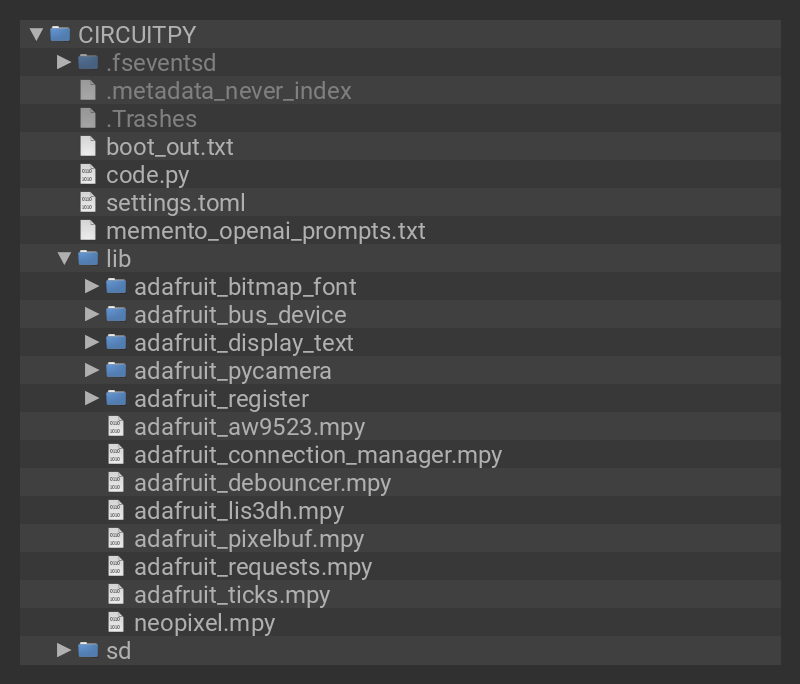 CIRCUITPY
.fseventsd
.metadata_never_index
.Trashes
boot_out.txt
code.py
settings.toml
memento_openai_prompts.txt
lib
adafruit_bitmap_font
adafruit_bus_device
adafruit_display_text
adafruit_pycamera
adafruit_register
adafruit_aw9523.mpy
adafruit_connection_manager.mpy
adafruit_debouncer.mpy
adafruit_lis3dh.mpy
adafruit_pixelbuf.mpy
adafruit_requests.mpy
adafruit_ticks.mpy
neopixel.mpy
sd